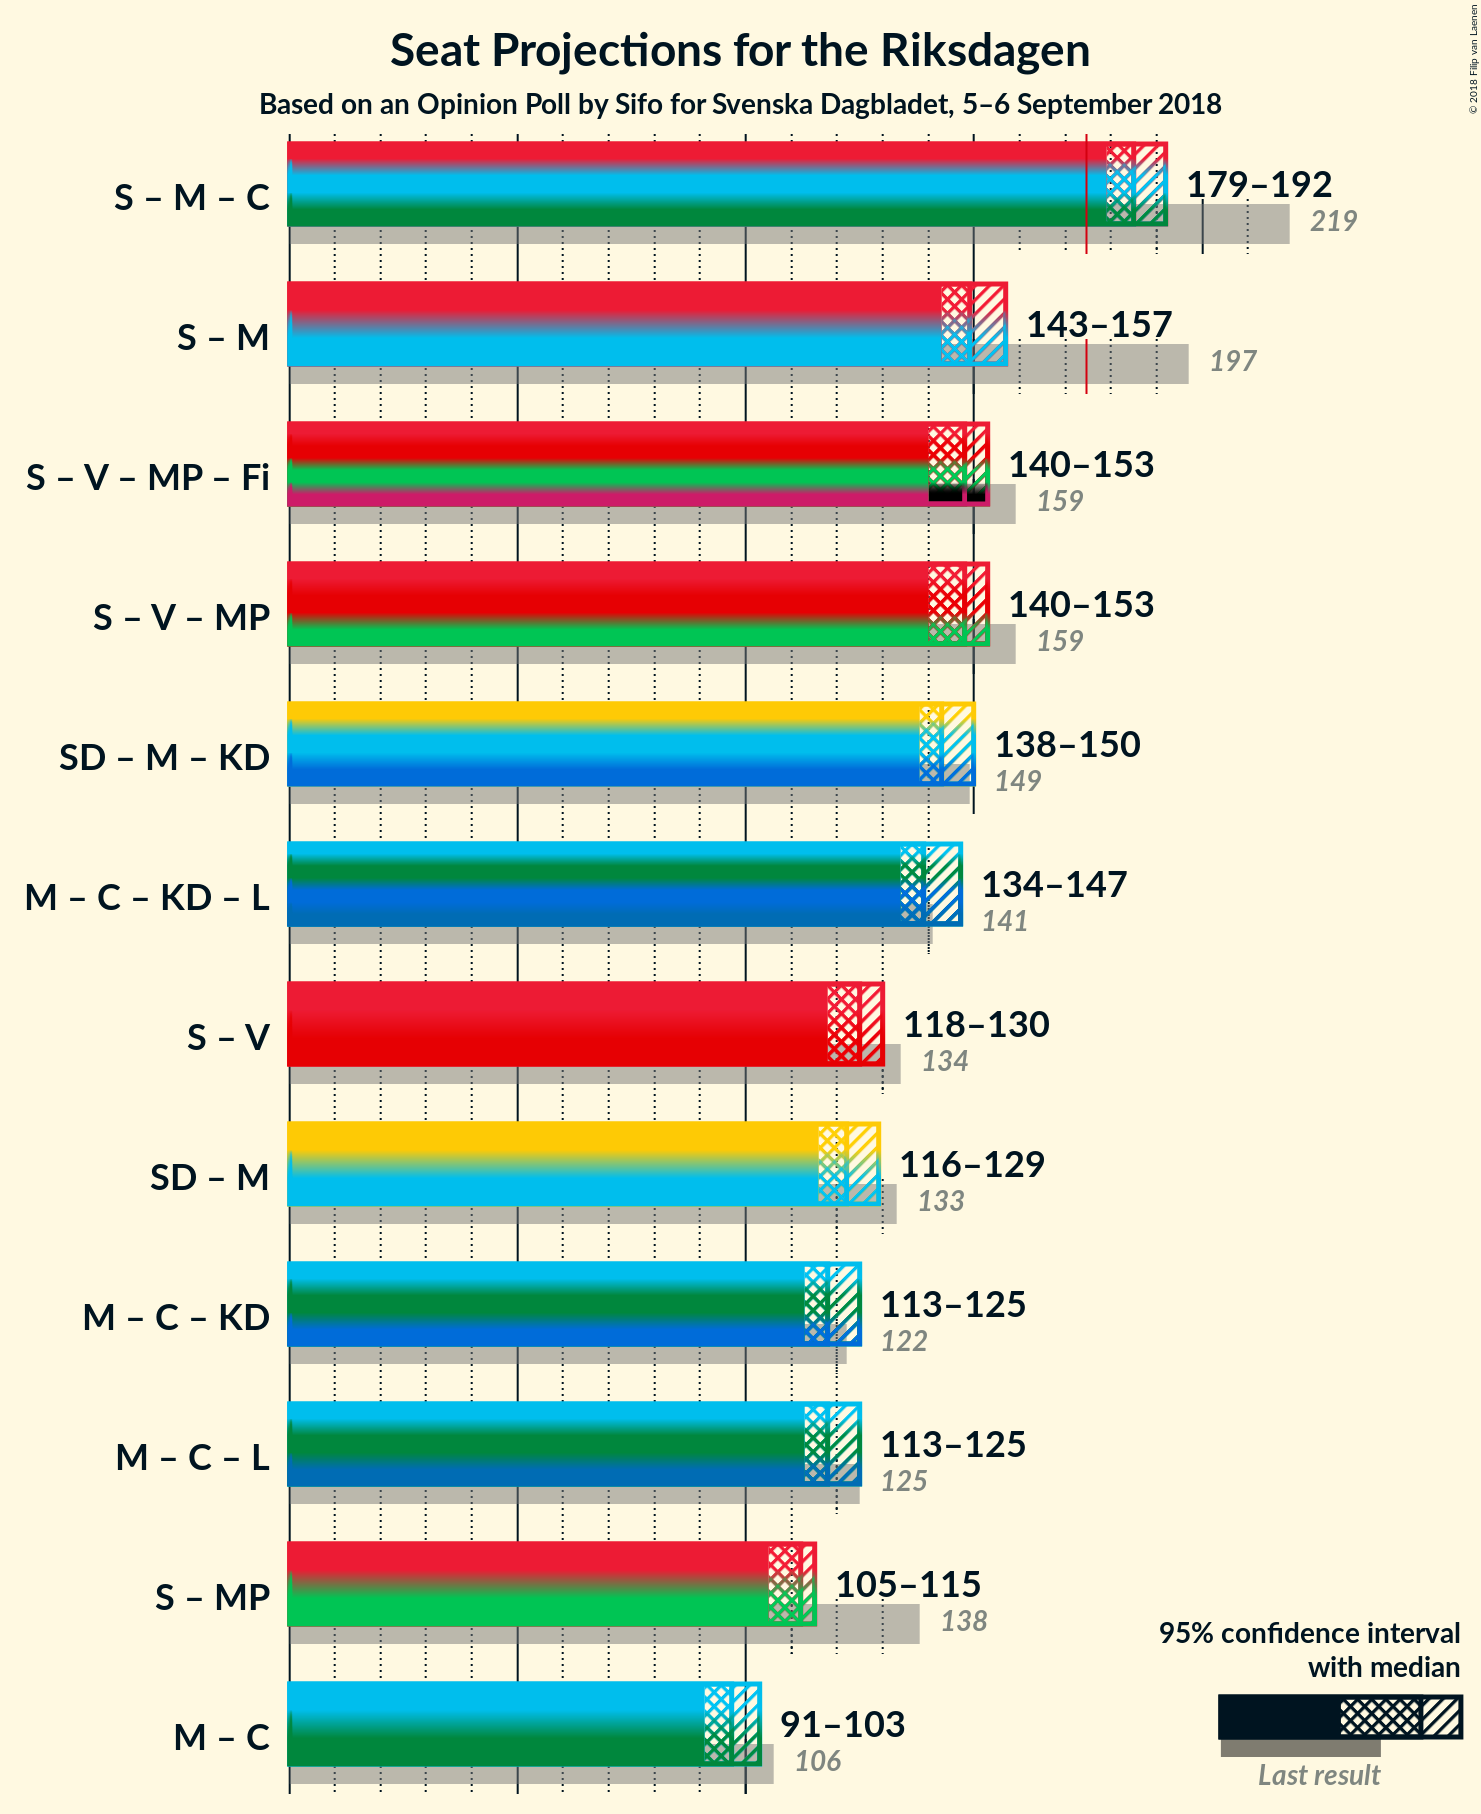 Seat Projections for the Riksdagen
Based on an Opinion Poll by Sifo for Svenska Dagbladet, 5–6 September 2018
© 2018 Filip van Laenen
S – M – C
179–192
219
S – M
143–157
197
S – V – MP – Fi
140–153
159
S – V – MP
140–153
159
SD – M – KD
138–150
149
M – C – KD – L
134–147
141
S – V
118–130
134
SD – M
116–129
133
M – C – KD
113–125
122
M – C – L
113–125
125
S – MP
105–115
138
M – C
91–103
106
95% confidence interval
with median
Last result